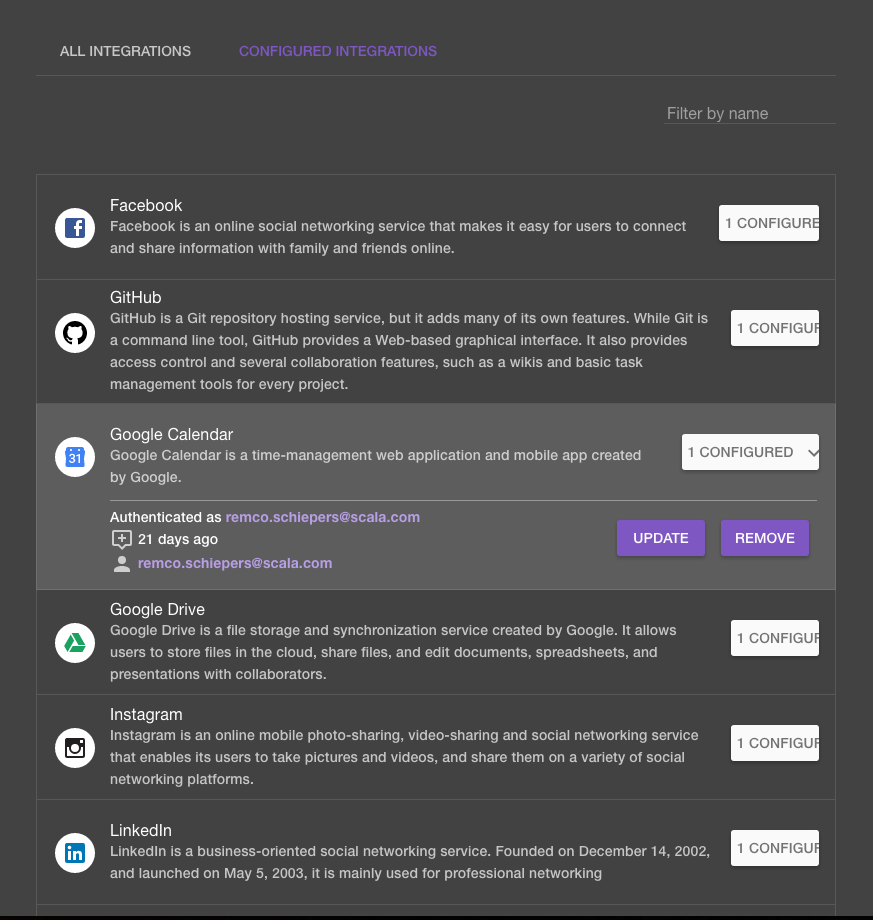 ALL INTEGRATIONS
CONFIGURED INTEGRATIONS
Filter by name
Facebook
Facebook is an online social networking service that makes it easy for users to connect
and share information with family and friends online.
1 CONFIGURE
GitHub
GitHub is a Git repository hosting service, but it adds many of its own features. While Git is
a command line tool, GitHub provides a Web-based graphical interface. It also provides
access control and several collaboration features, such as a wikis and basic task
management tools for every project.
1 CONFIGUR
31
Google Calendar
Google Calendar is a time-management web application and mobile app created
by Google.
1 CONFIGURED
Authenticated as remco.schiepers@scala.com
21 days ago
remco.schiepers@scala.com
UPDATE
REMOVE
Google Drive
Google Drive is a file storage and synchronization service created by Google. It allows
users to store files in the cloud, share files, and edit documents, spreadsheets, and
presentations with collaborators.
1 CONFIGUR
Instagram
Instagram is an online mobile photo-sharing, video-sharing and social networking service
that enables its users to take pictures and videos, and share them on a variety of social
networking platforms.
1 CONFIGUR
in
LinkedIn
LinkedIn is a business-oriented social networking service. Founded on December 14, 2002,
and launched on May 5, 2003, it is mainly used for professional networking
1 CONFIGUR